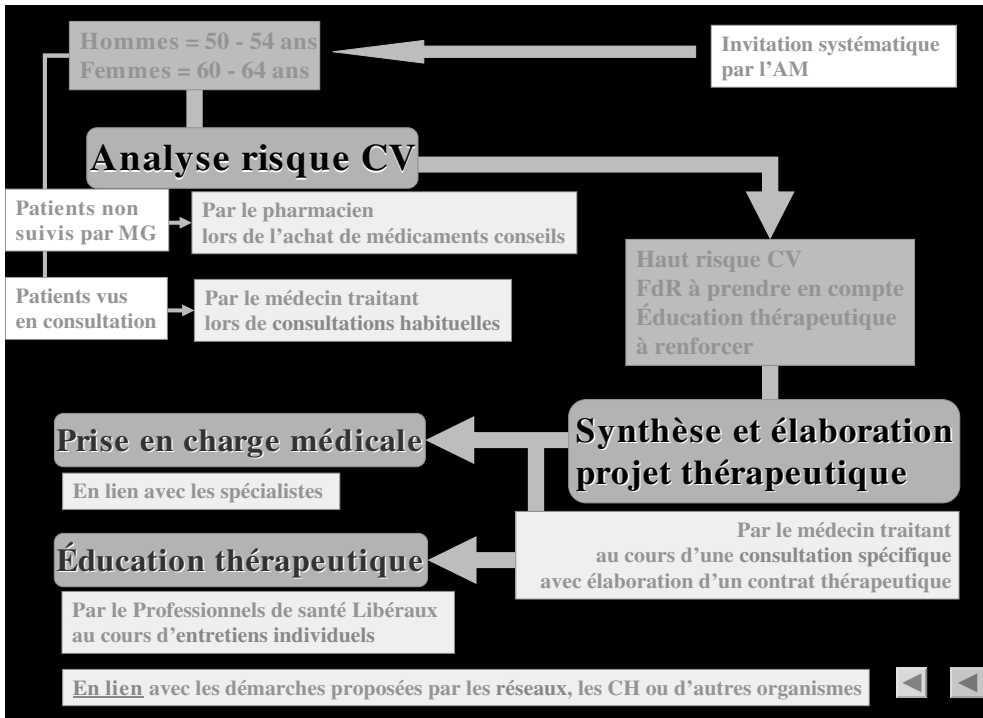 Hommes = 50 - 54 ans
Femmes = 60 - 64 ans
Invitation systématique
par l'AM
Analyse risque CV
Patients non
suivis par MG
Par le pharmacien
lors de l'achat de médicaments conseils
Patients vus
en consultation
Par le médecin traitant
lors de consultations habituelles
Haut risque CV
FdR à prendre en compte
Éducation thérapeutique
à renforcer
Synthèse et élaboration
projet thérapeutique
Prise en charge médicale
En lien avec les spécialistes
Par le médecin traitant
au cours d'une consultation spécifique
avec élaboration d'un contrat thérapeutique
Éducation thérapeutique
Par le Professionnels de santé Libéraux
au cours d'entretiens individuels
En lien avec les démarches proposées par les réseaux, les CH ou d'autres organismes